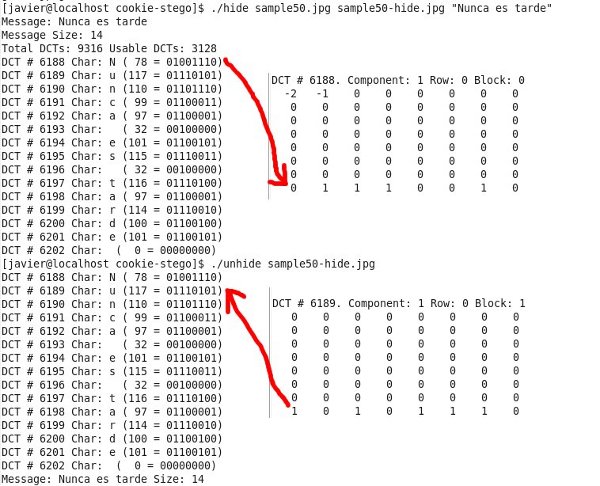 [javier@localhost cookie-stego]$ ./hide sample50.jpg sample50-hide.jpg "Nunca es tarde"
Message: Nunca es tarde
Message Size: 14
Total DCTs: 9316 Usable DCTs: 3128
DCT # 6188 Char: N ( 78 = 01001110)
DCT # 6189 Char: u (117 = 01110101)
DCT # 6190 Char: n (110 = 01101110)
DCT # 6191 Char: c ( 99 = 01100011)
DCT # 6192 Char: a ( 97 = 01100001)
DCT # 6193 Char:   ( 32 = 00100000)
DCT # 6194 Char: e (101 = 01100101)
DCT # 6195 Char: s (115 = 01110011)
DCT # 6196 Char:   ( 32 = 00100000)
DCT # 6197 Char: t (116 = 01110100)
DCT # 6198 Char: a ( 97 = 01100001)
DCT # 6199 Char: r (114 = 01110010)
DCT # 6200 Char: d (100 = 01100100)
DCT # 6201 Char: e (101 = 01100101)
DCT # 6202 Char:  (  0 = 00000000)
DCT # 6188. Component: 1 Row: 0 Block: 0
-2 -1 0 0 0 0 0 0
0 0 0 0 0 0 0 0
0 0 0 0 0 0 0 0
0 0 0 0 0 0 0 0
0 0 0 0 0 0 0 0
0 0 0 0 0 0 0 0
0 0 0 0 0 0 0 0
0 1 1 1 0 0 1 0
[javier@localhost cookie-stego]$ ./unhide sample50-hide.jpg
DCT # 6188 Char: N ( 78 = 01001110)
DCT # 6189 Char: u (117 = 01110101)
DCT # 6190 Char: n (110 = 01101110)
DCT # 6191 Char: c ( 99 = 01100011)
DCT # 6192 Char: a ( 97 = 01100001)
DCT # 6193 Char:   ( 32 = 00100000)
DCT # 6194 Char: e (101 = 01100101)
DCT # 6195 Char: s (115 = 01110011)
DCT # 6196 Char:   ( 32 = 00100000)
DCT # 6197 Char: t (116 = 01110100)
DCT # 6198 Char: a ( 97 = 01100001)
DCT # 6199 Char: r (114 = 01110010)
DCT # 6200 Char: d (100 = 01100100)
DCT # 6201 Char: e (101 = 01100101)
DCT # 6202 Char:  (  0 = 00000000)
Message: Nunca es tarde Size: 14
DCT # 6189. Component: 1 Row: 0 Block: 1
0 0 0 0 0 0 0 0
0 0 0 0 0 0 0 0
0 0 0 0 0 0 0 0
0 0 0 0 0 0 0 0
0 0 0 0 0 0 0 0
0 0 0 0 0 0 0 0
0 0 0 0 0 0 0 0
1 0 1 0 1 1 1 0